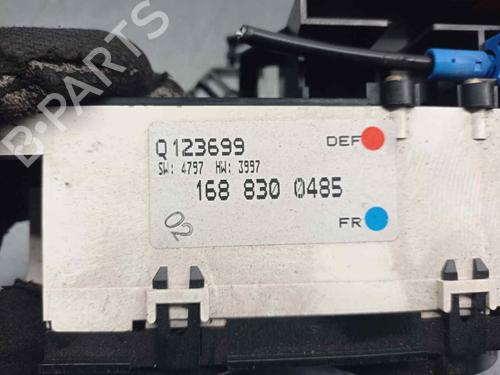 B-PARTS
Q123699 DEF
SW: 4797 HW: 3997
168 830 0485
02 FR